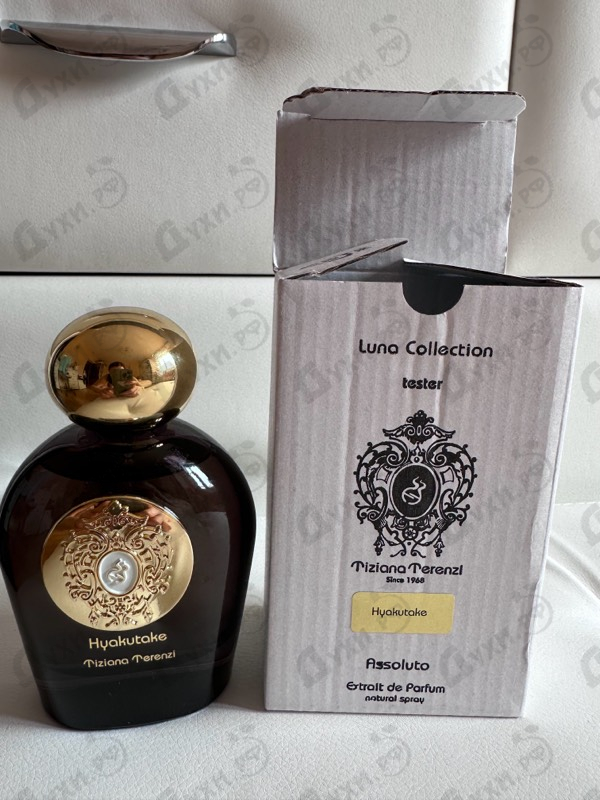 Luna Collection
tester
Tiziana Terenzi
Since 1968
Hyakutake
Assoluto
Extrait de Parfum
natural spray
Hyakutake
Tiziana Terenzi
Духи.РФ